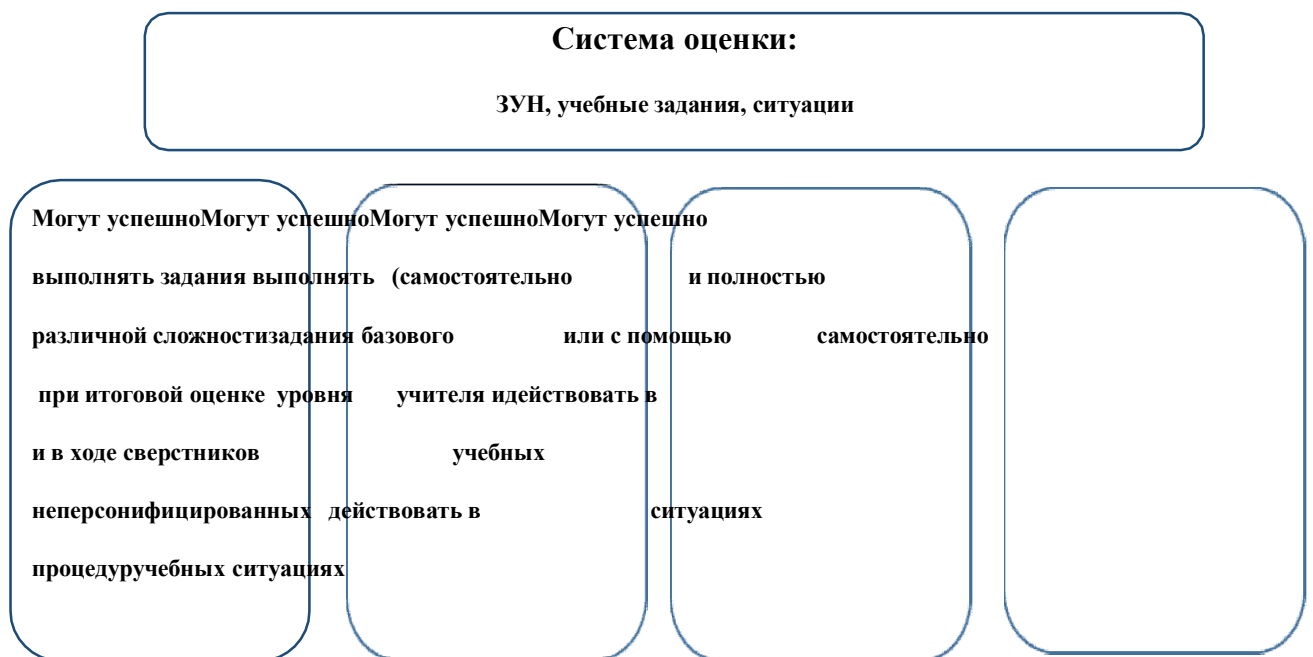 Система оценки:
ЗУН, учебные задания, ситуации
Могут успешноМогут успешноМогут успешноМогут успешно
выполнять задания выполнять (самостоятельно и полностью
различной сложностизадания базового или с помощью самостоятельно
при итоговой оценке уровня учителя идействовать в
и в ходе сверстников учебных
неперсонифицированных действовать в ситуациях
процедуручебных ситуациях